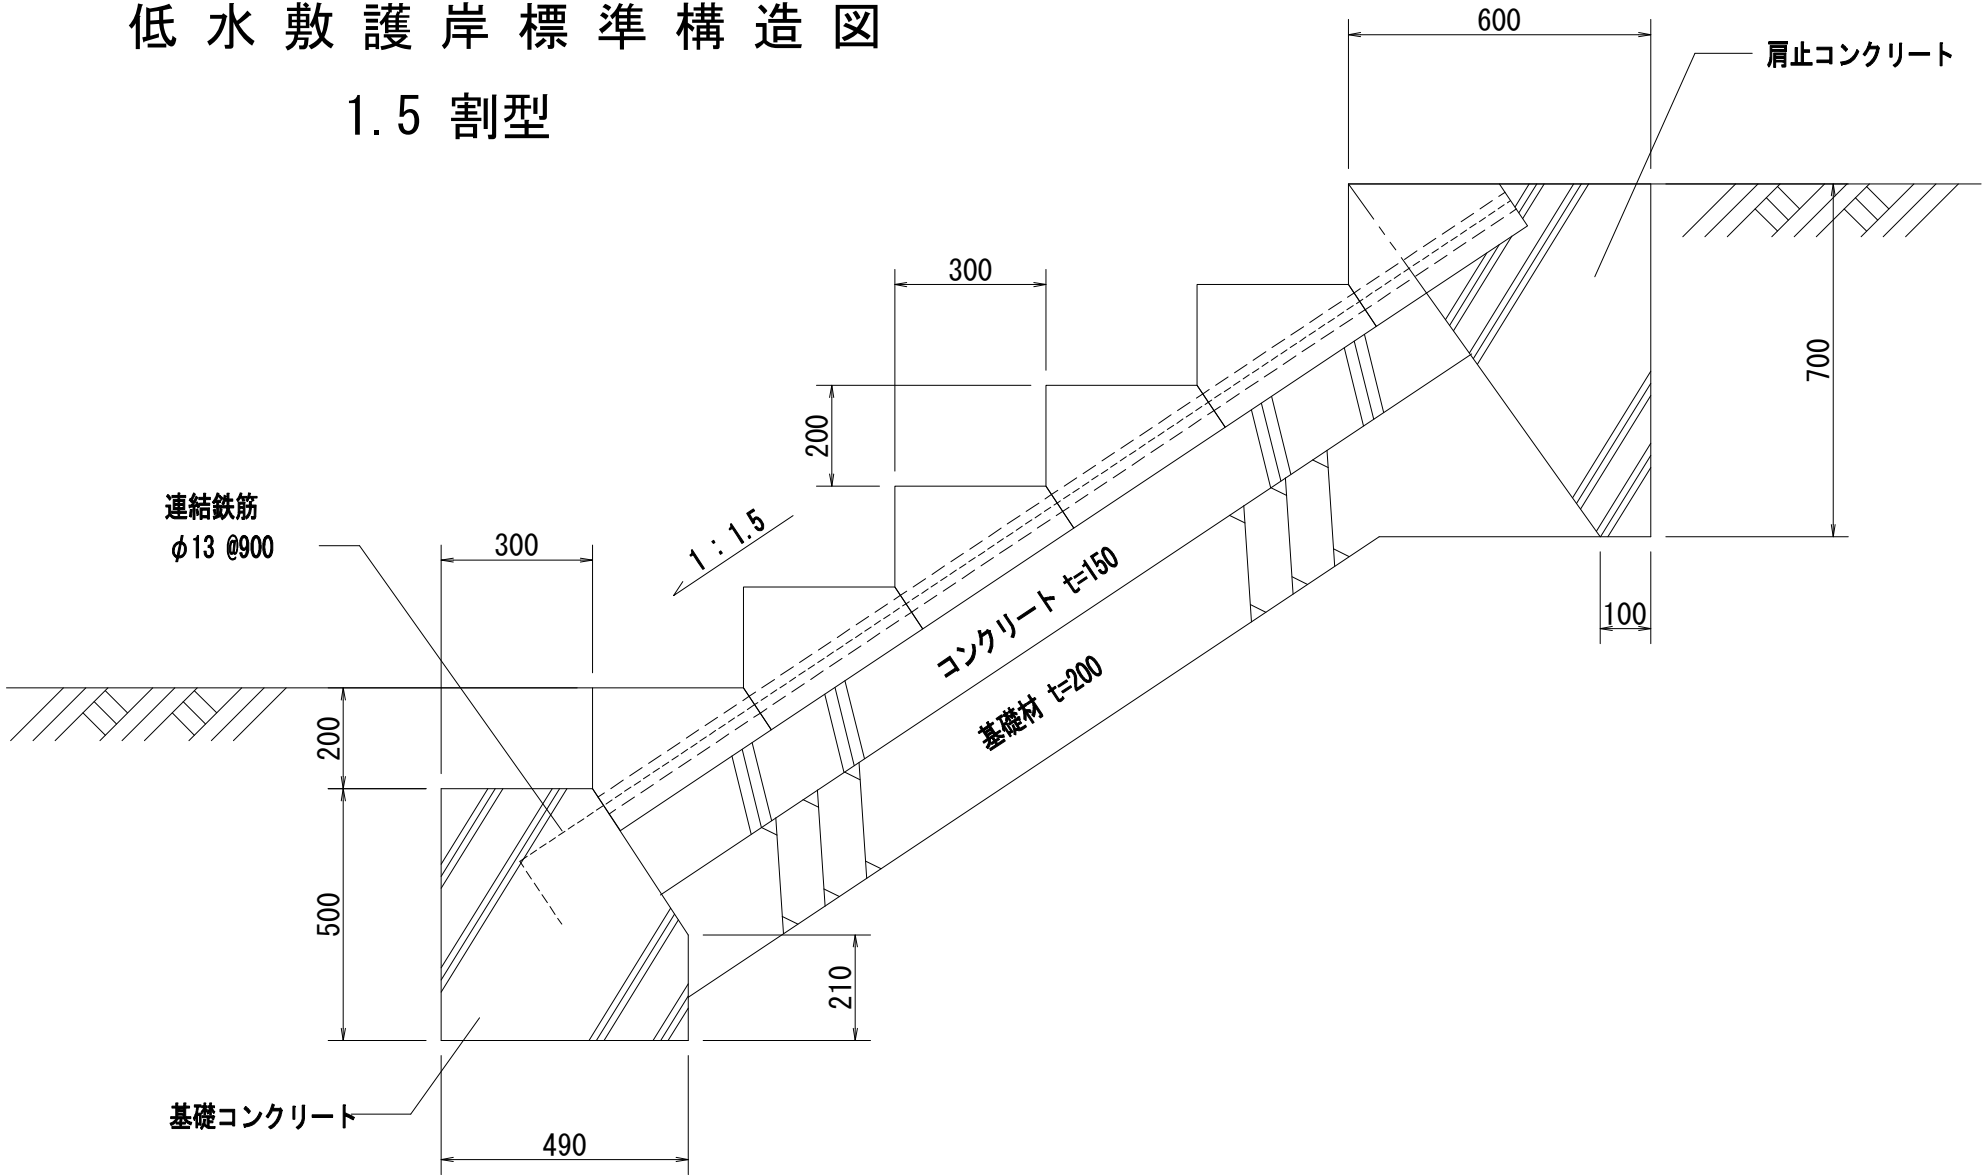 低水敷護岸標準構造図
1.5 割型
600
肩止コンクリート
300
700
200
連結鉄筋
φ13 @900
300
1：1.5
コンクリート t=150
100
基礎材 t=200
200
500
210
基礎コンクリート
490